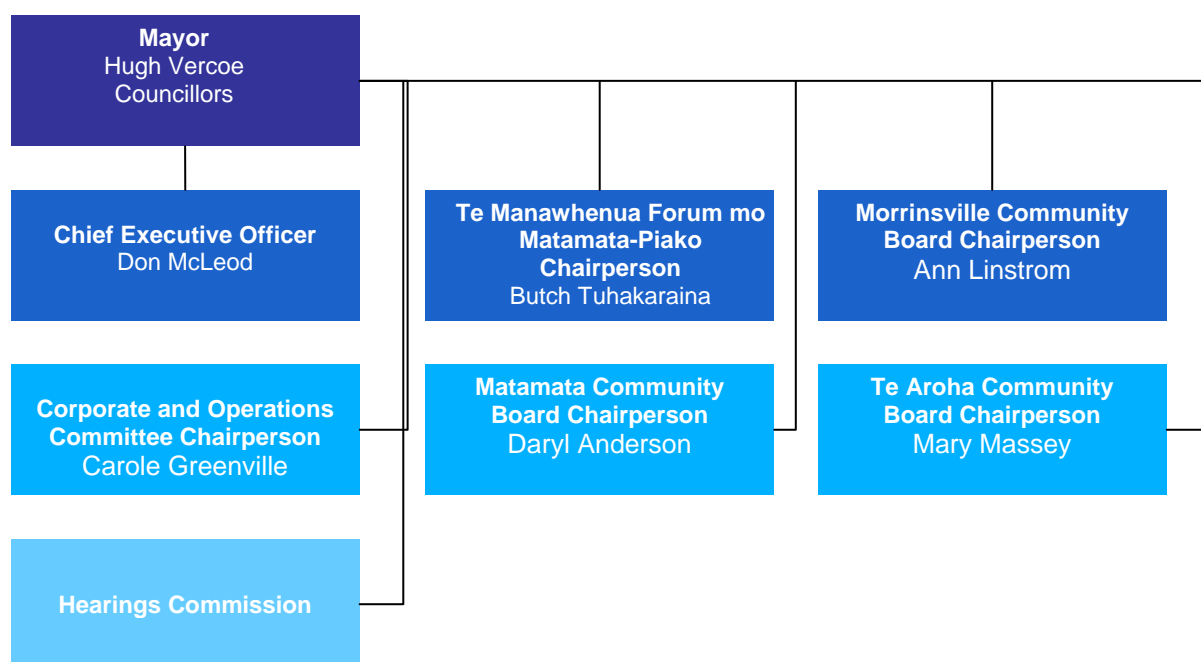 Mayor
Hugh Vercoe
Councillors
Chief Executive Officer
Don McLeod
Te Manawhenua Forum mo
Matamata-Piako
Chairperson
Butch Tuhakaraina
Morrinsville Community
Board Chairperson
Ann Linstrom
Corporate and Operations
Committee Chairperson
Carole Greenville
Matamata Community
Board Chairperson
Daryl Anderson
Te Aroha Community
Board Chairperson
Mary Massey
Hearings Commission